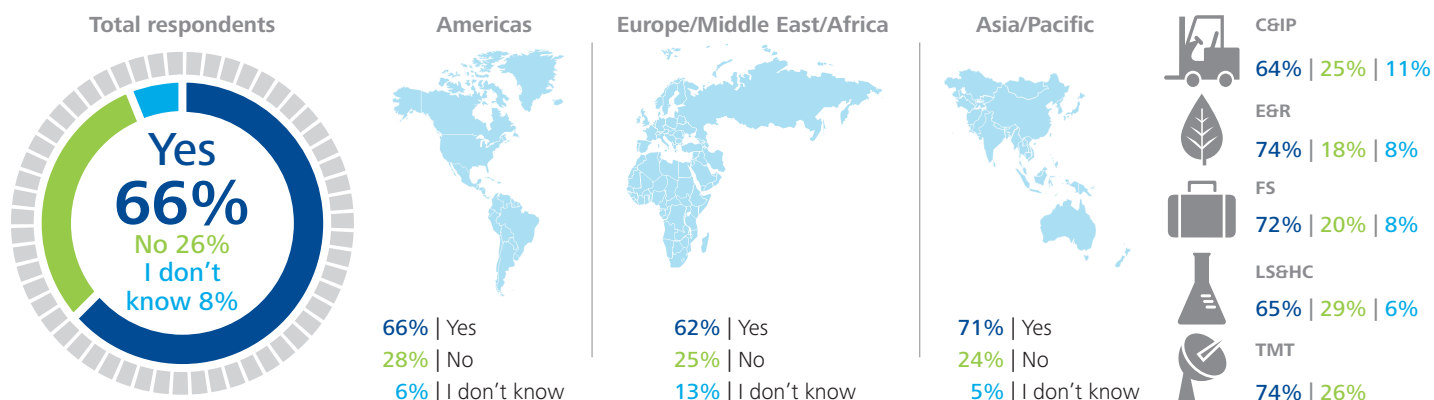 Total respondents
Yes
66%
No 26%
I don't
know 8%
Americas
66% | Yes
28% | No
6% | I don't know
Europe/Middle East/Africa
62% | Yes
25% | No
13% | I don't know
Asia/Pacific
71% | Yes
24% | No
5% | I don't know
C&IP
64% | 25% | 11%
E&R
74% | 18% | 8%
FS
72% | 20% | 8%
LS&HC
65% | 29% | 6%
TMT
74% | 26%